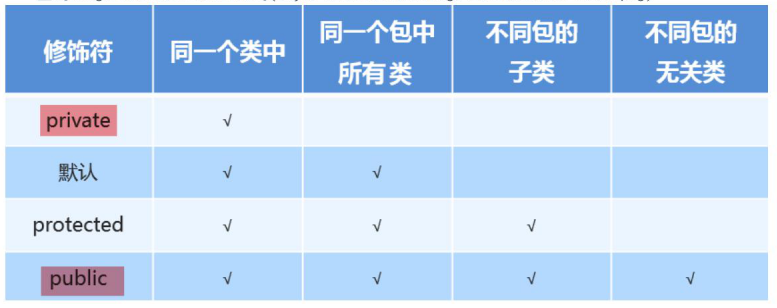 修饰符 同一个类中 同一个包中所有类 不同包的子类 不同包的无关类
private √
默认 √ √
protected √ √ √
public √ √ √ √